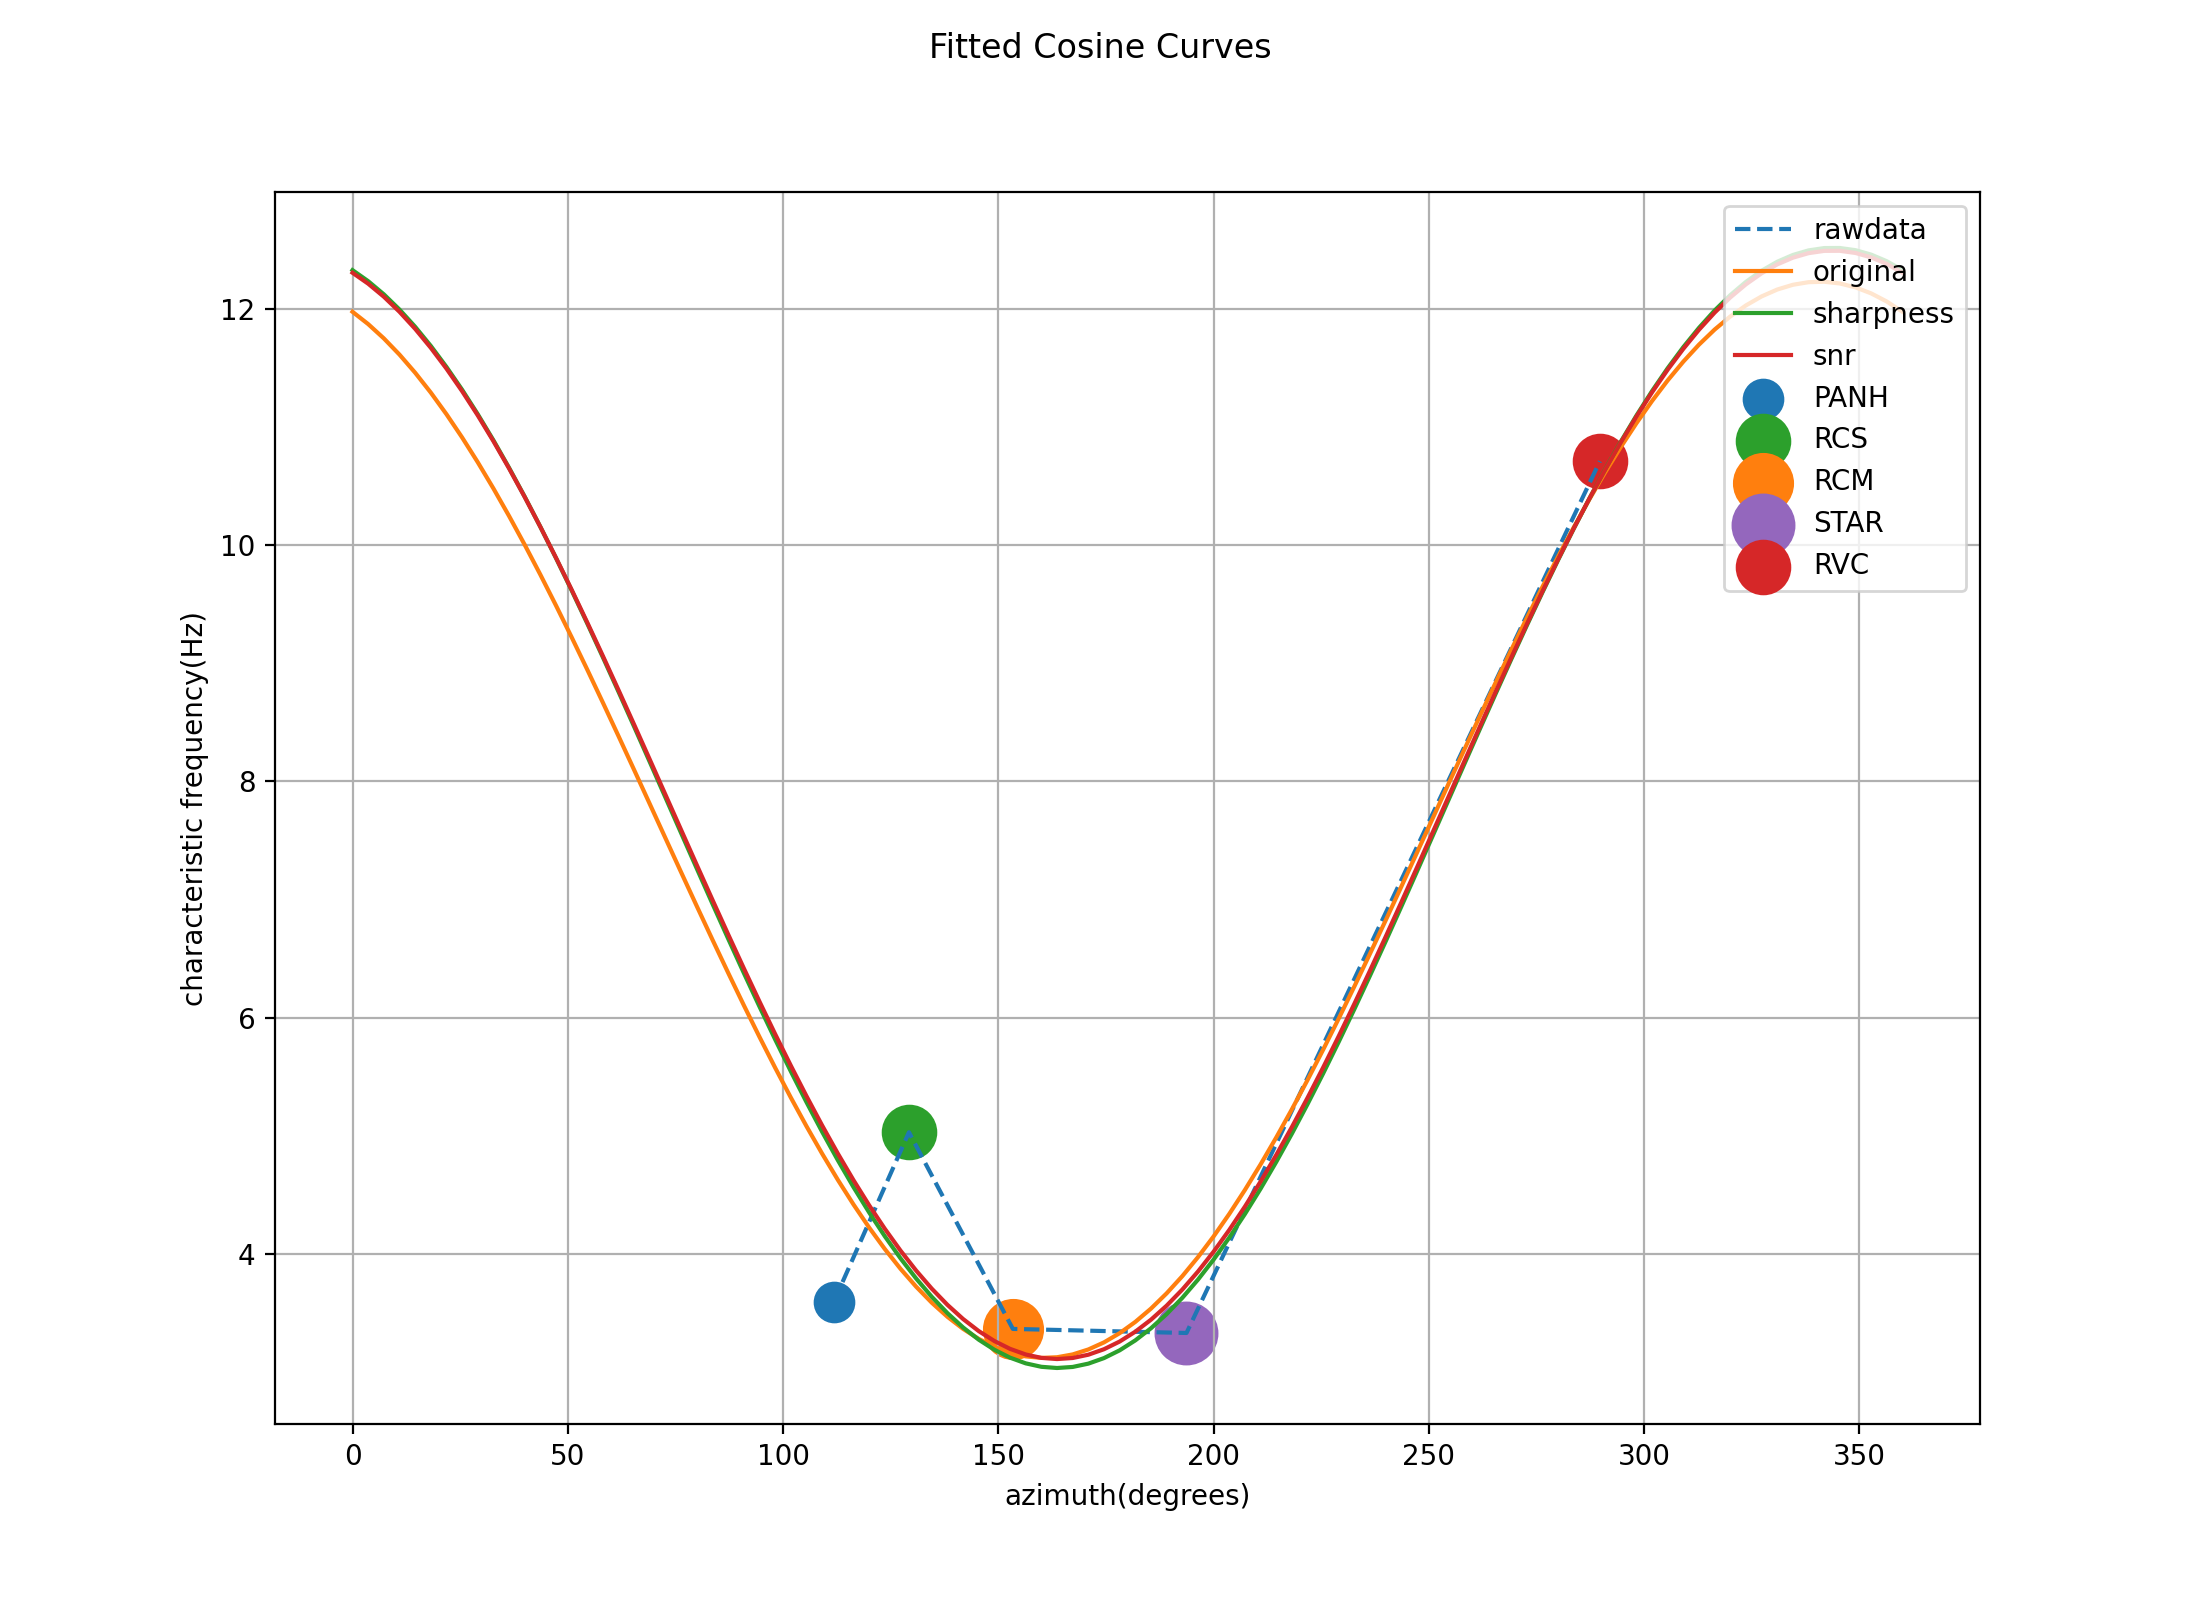 Fitted Cosine Curves
rawdata
original
sharpness
snr
PANH
RCS
RCM
STAR
RVC
12
10
8
6
4
characteristic frequency(Hz)
0 50 100 150 200 250 300 350
azimuth(degrees)